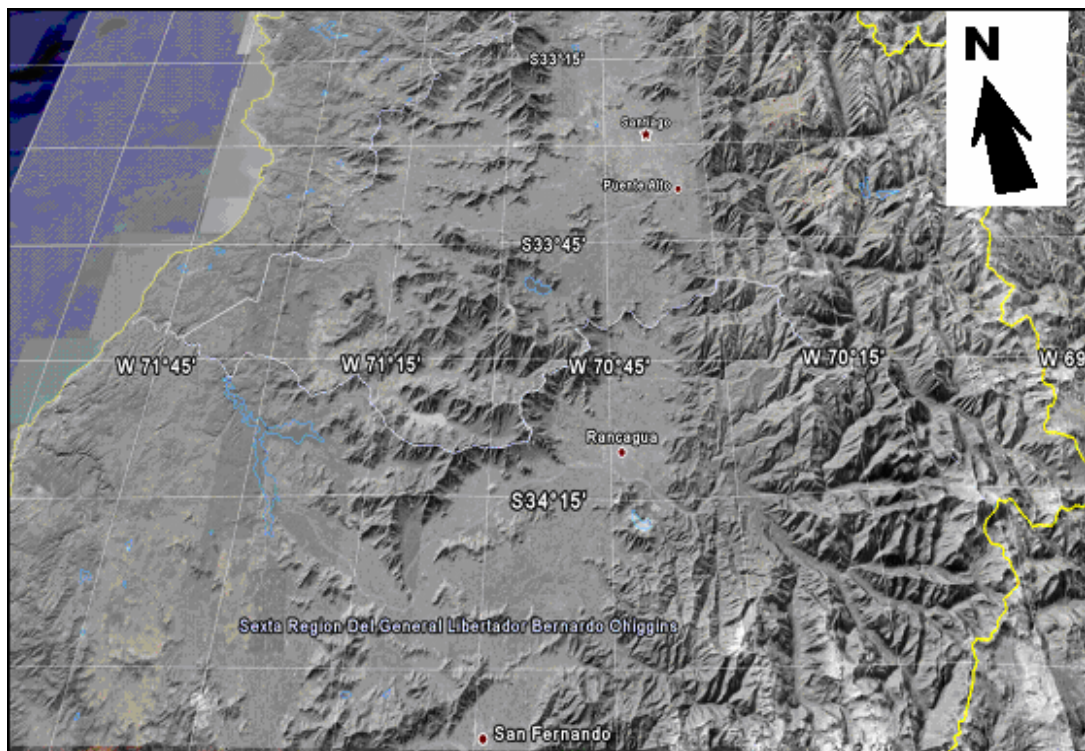 N
S33°15'
Santiago
Puente Alto
S33°45'
W 71°45'
W 71°15'
W 70°45'
W 70°15'
W 69
Rancagua
S34°15'
Sexta Region Del General Libertador Bernardo Ohiggins
San Fernando